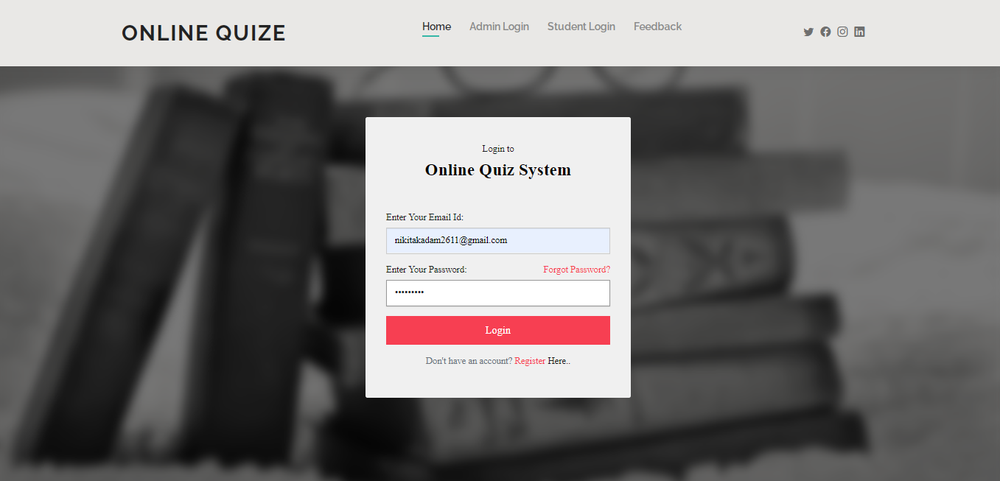 ONLINE QUIZE
Home Admin Login Student Login Feedback
Login to
Online Quiz System
Enter Your Email Id:
nikitakadam2611@gmail.com
Enter Your Password: Forgot Password?
•••••••••
Login
Don't have an account? Register Here..